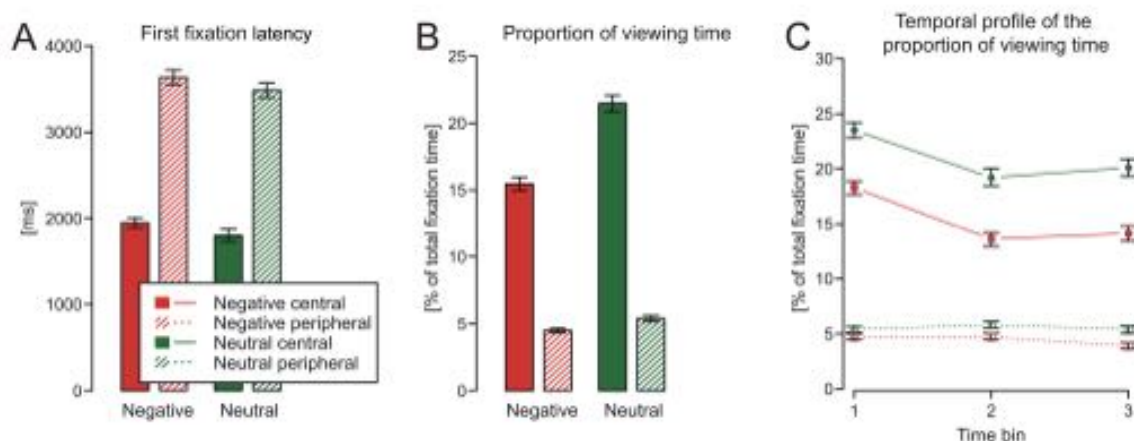 A
First fixation latency
[ms]
4000
3000
2000
1000
0
Negative central
Negative peripheral
Neutral central
Neutral peripheral
Negative
Neutral
B
Proportion of viewing time
[% of total fixation time]
25
20
15
10
5
0
Negative
Neutral
C
Temporal profile of the
proportion of viewing time
[% of total fixation time]
30
25
20
15
10
5
0
1
2
3
Time bin